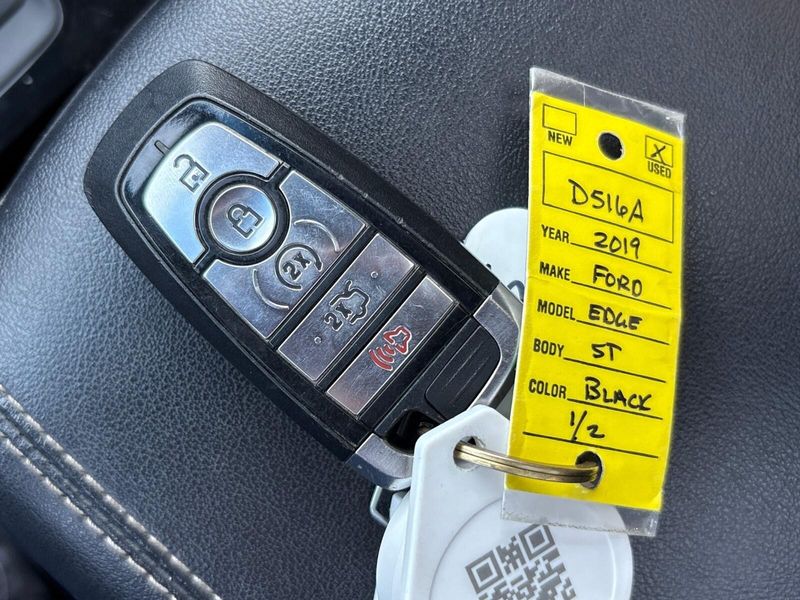 NEW
X
USED
D516A
YEAR 2019
MAKE FORD
MODEL EDGE
BODY ST
COLOR BLACK
1/2
2X
2X